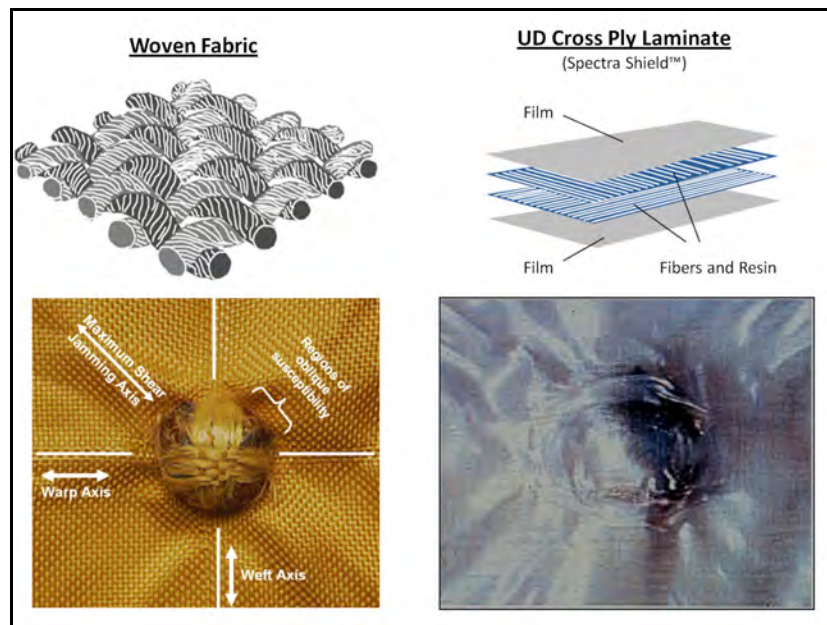 Woven Fabric
UD Cross Ply Laminate
(Spectra Shield™)
Film
Film
Fibers and Resin
Maximum Shear
Jamming Axis
Regions of
oblique
susceptibility
Warp Axis
Weft Axis